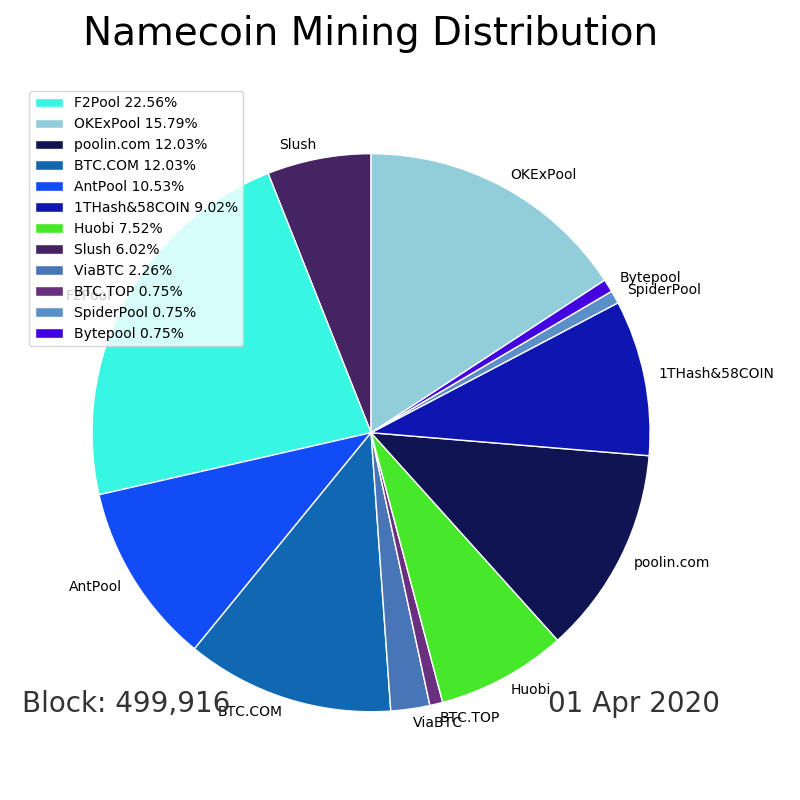 Namecoin Mining Distribution
F2Pool 22.56%
OKExPool 15.79%
poolin.com 12.03%
BTC.COM 12.03%
AntPool 10.53%
1THash&58COIN 9.02%
Huobi 7.52%
Slush 6.02%
ViaBTC 2.26%
BTC.TOP 0.75%
SpiderPool 0.75%
Bytepool 0.75%
Slush
OKExPool
Bytepool
SpiderPool
F2Pool
1THash&58COIN
poolin.com
AntPool
Huobi
BTC.COM
BTC.TOP
ViaBTC
Block: 499,916
01 Apr 2020